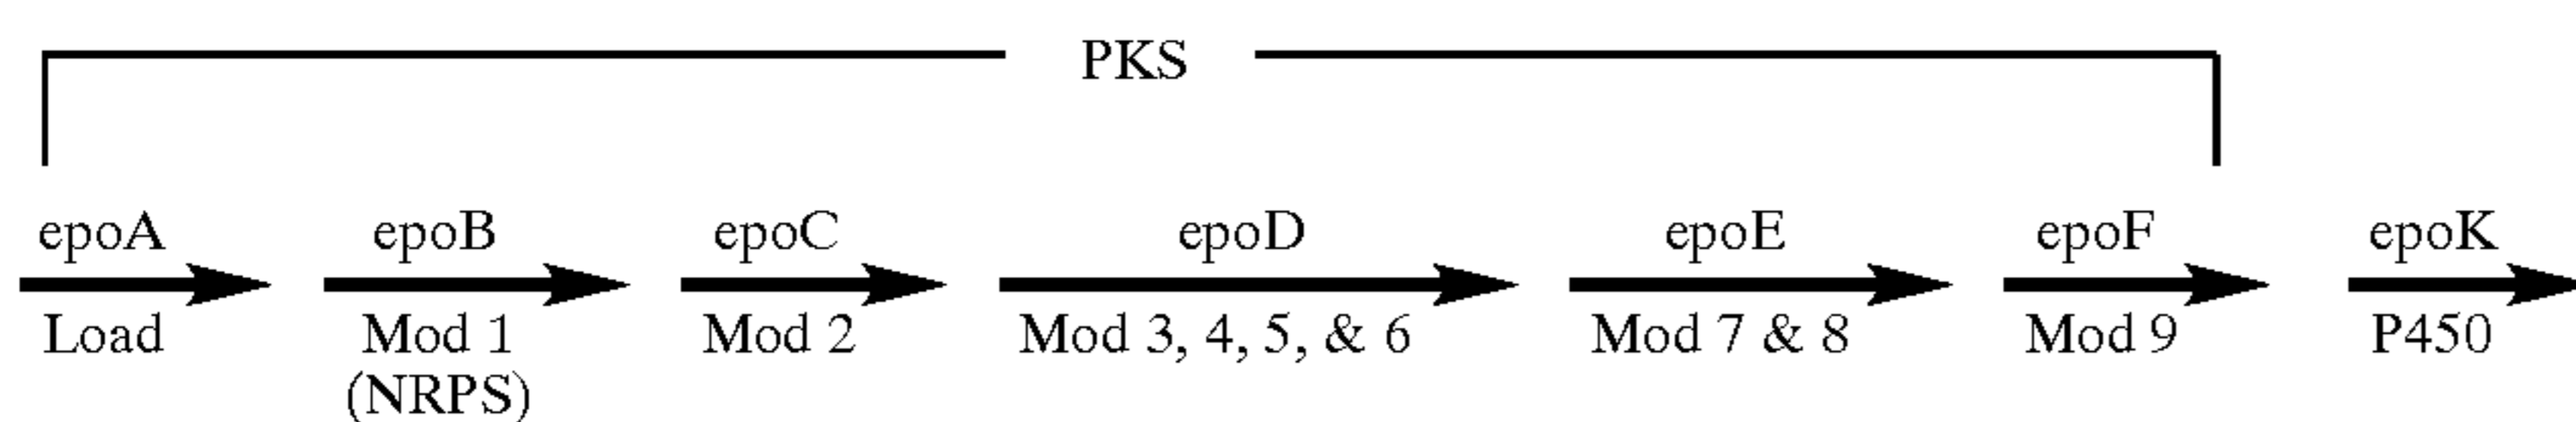 PKS
epoA epoB epoC epoD epoE epoF epoK
Load Mod 1 Mod 2 Mod 3, 4, 5, & 6 Mod 7 & 8 Mod 9 P450
(NRPS)